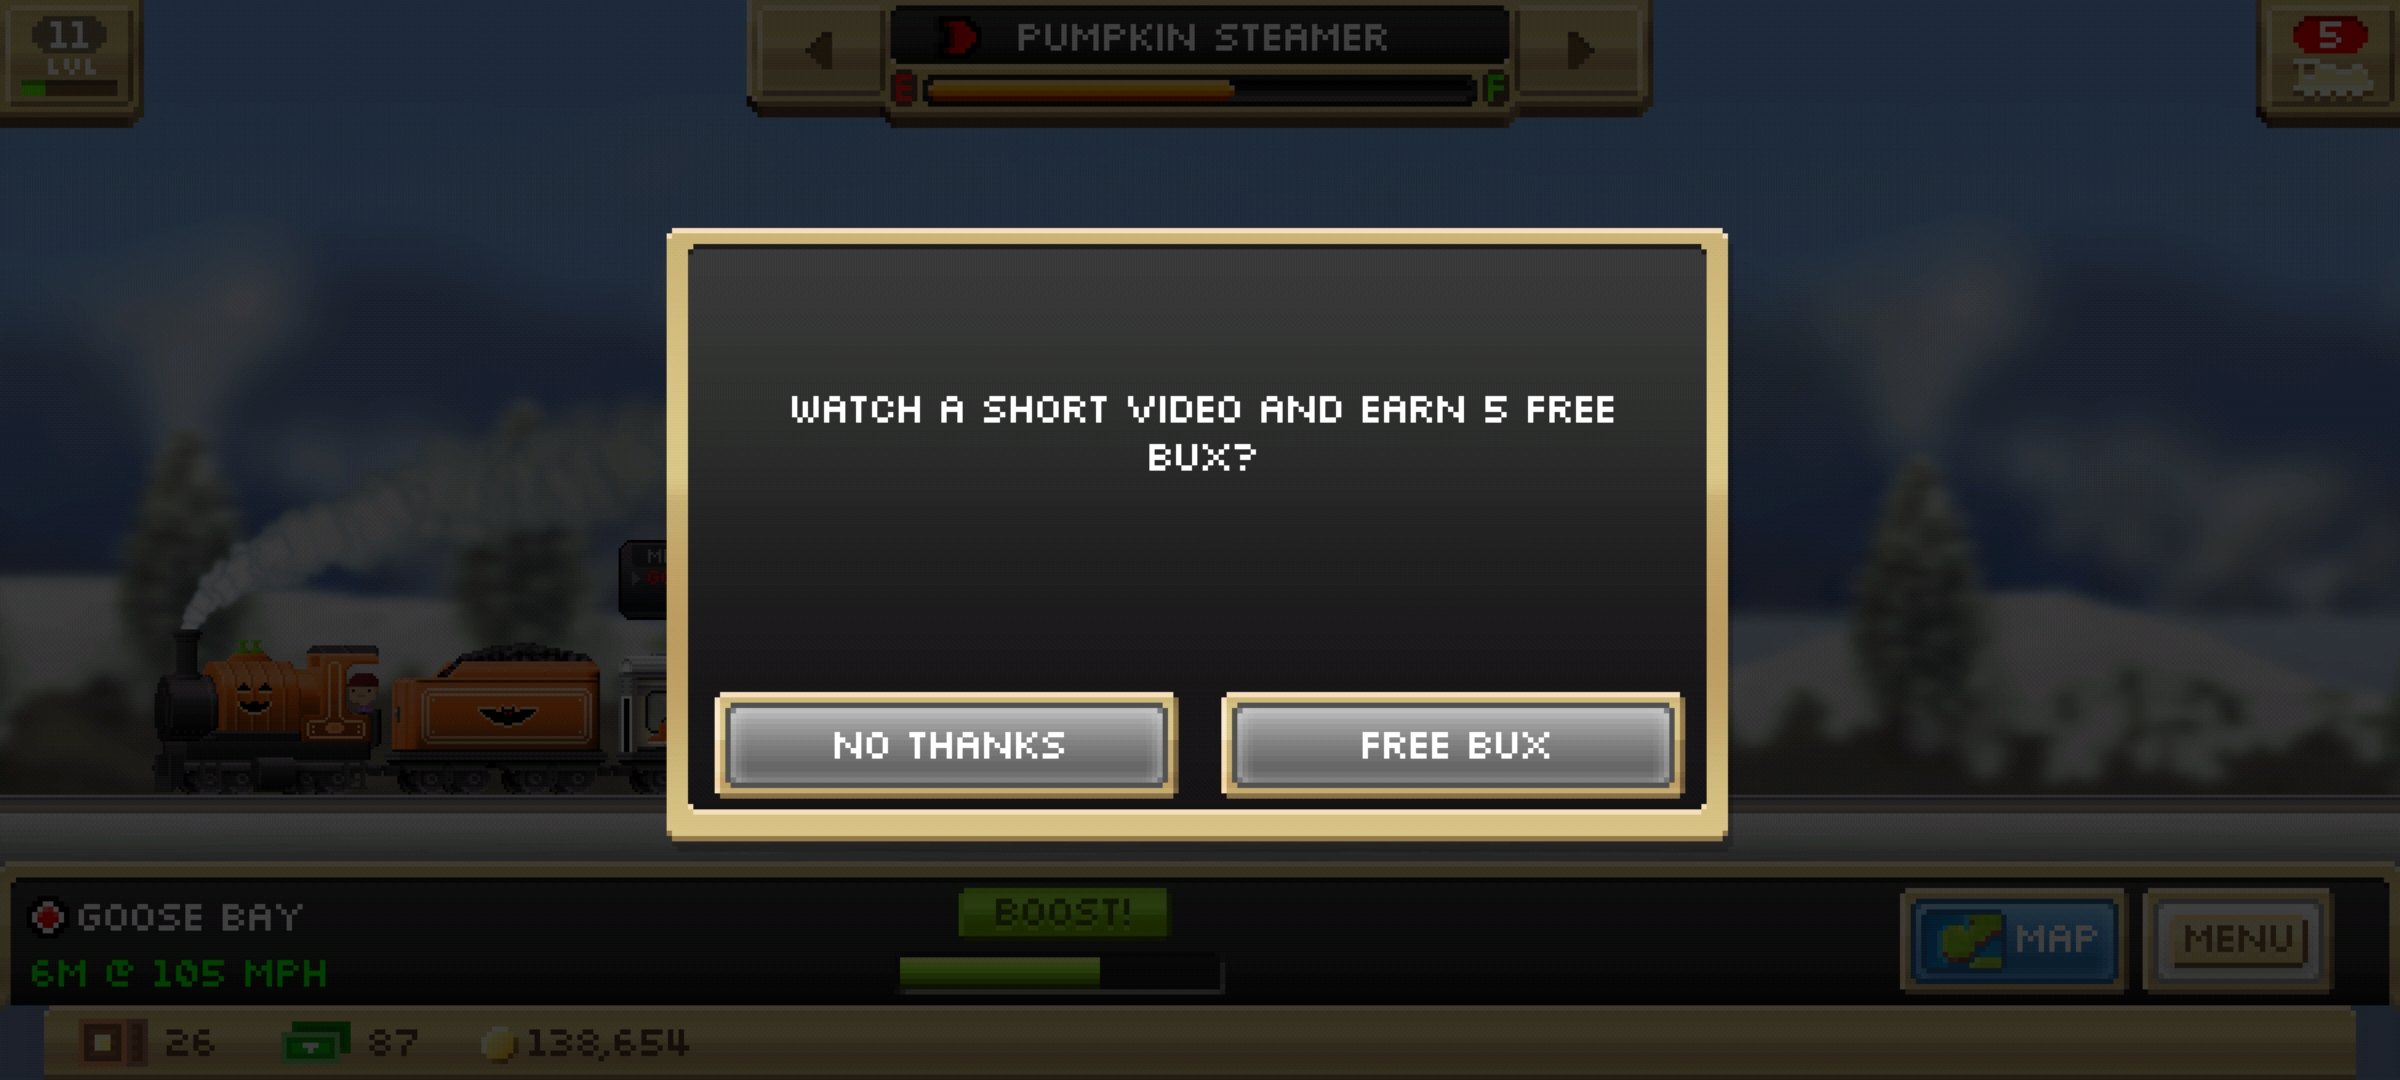 11
LVL
PUMPKIN STEAMER
E
F
5
WATCH A SHORT VIDEO AND EARN 5 FREE
BUX?
NO THANKS
FREE BUX
GOOSE BAY
6M @ 105 MPH
BOOST!
MAP
MENU
26
87
138,654